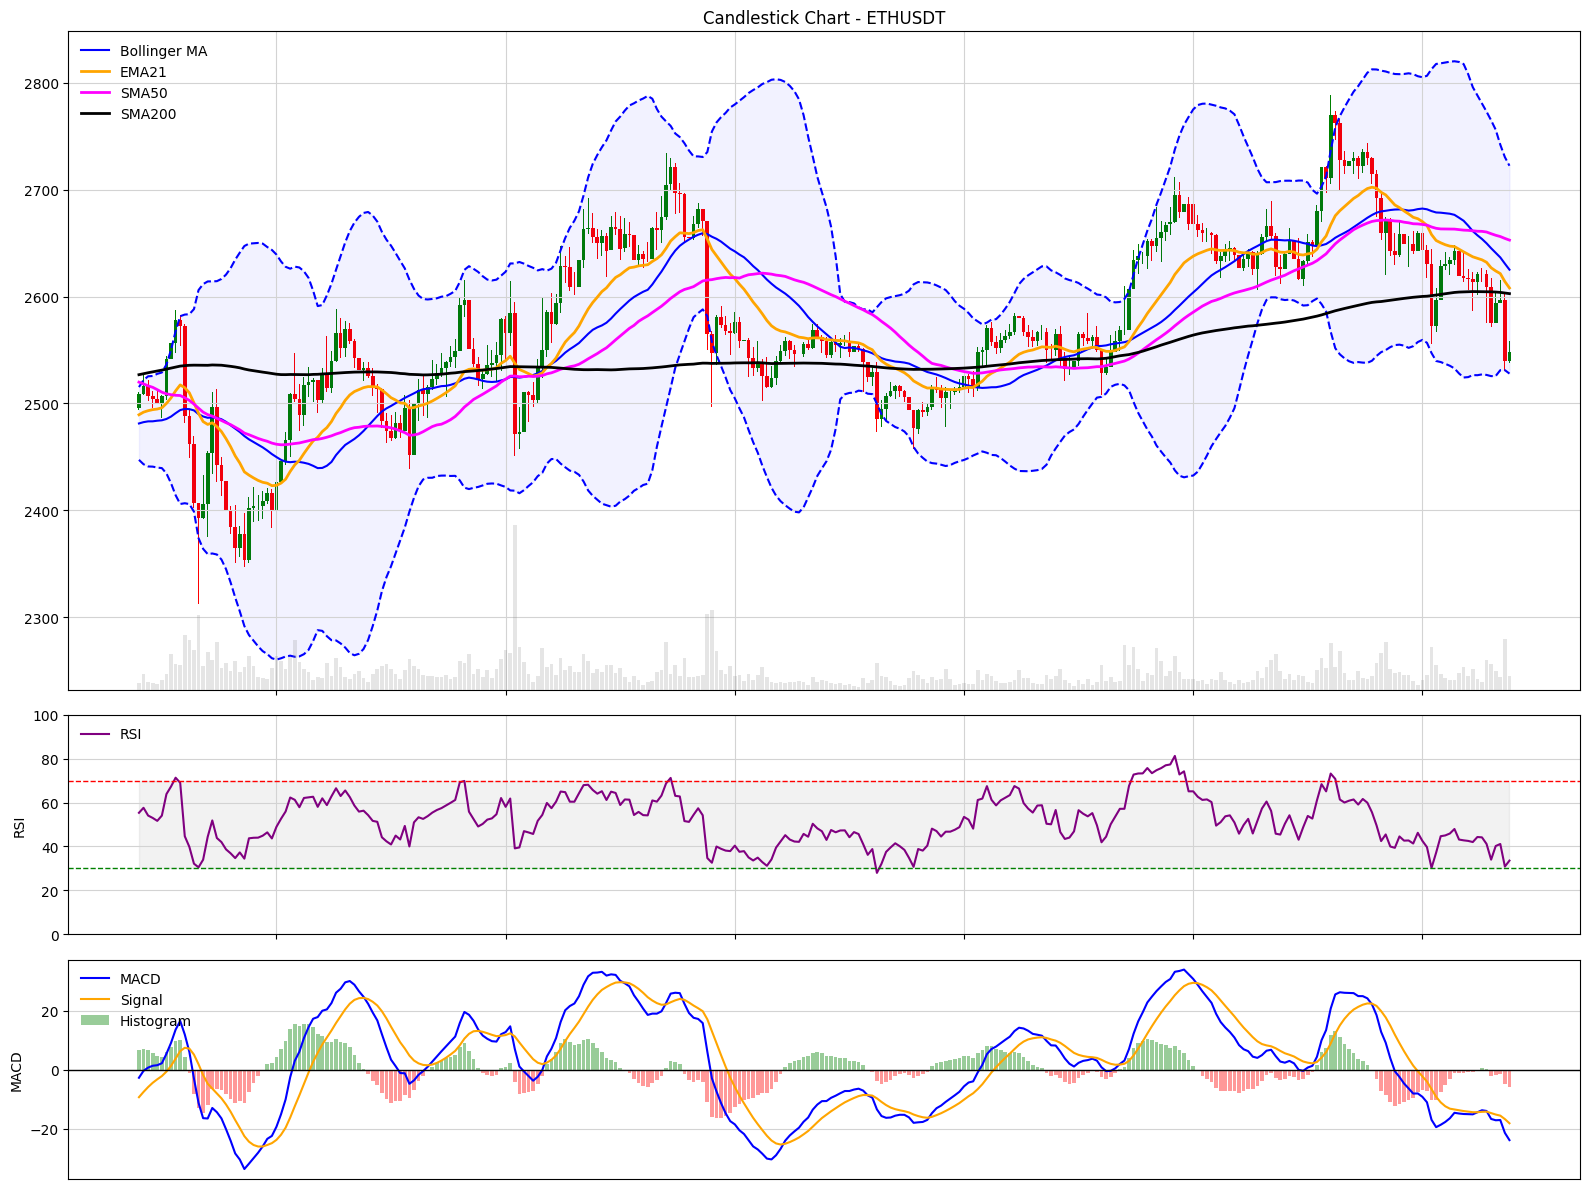 Candlestick Chart - ETHUSDT
Bollinger MA
EMA21
SMA50
SMA200
2800
2700
2600
2500
2400
2300
RSI
100
80
60
40
20
0
RSI
MACD
Signal
Histogram
20
0
−20
MACD